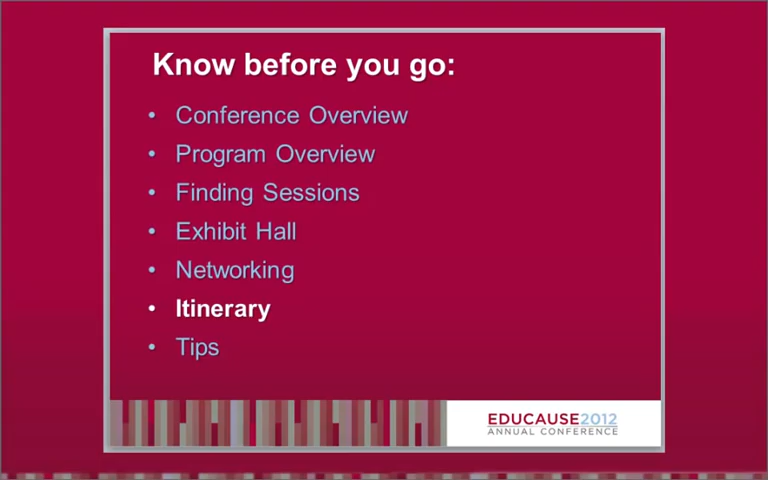 Know before you go:
• Conference Overview
• Program Overview
• Finding Sessions
• Exhibit Hall
• Networking
• Itinerary
• Tips
EDUCAUSE2012
ANNUAL CONFERENCE